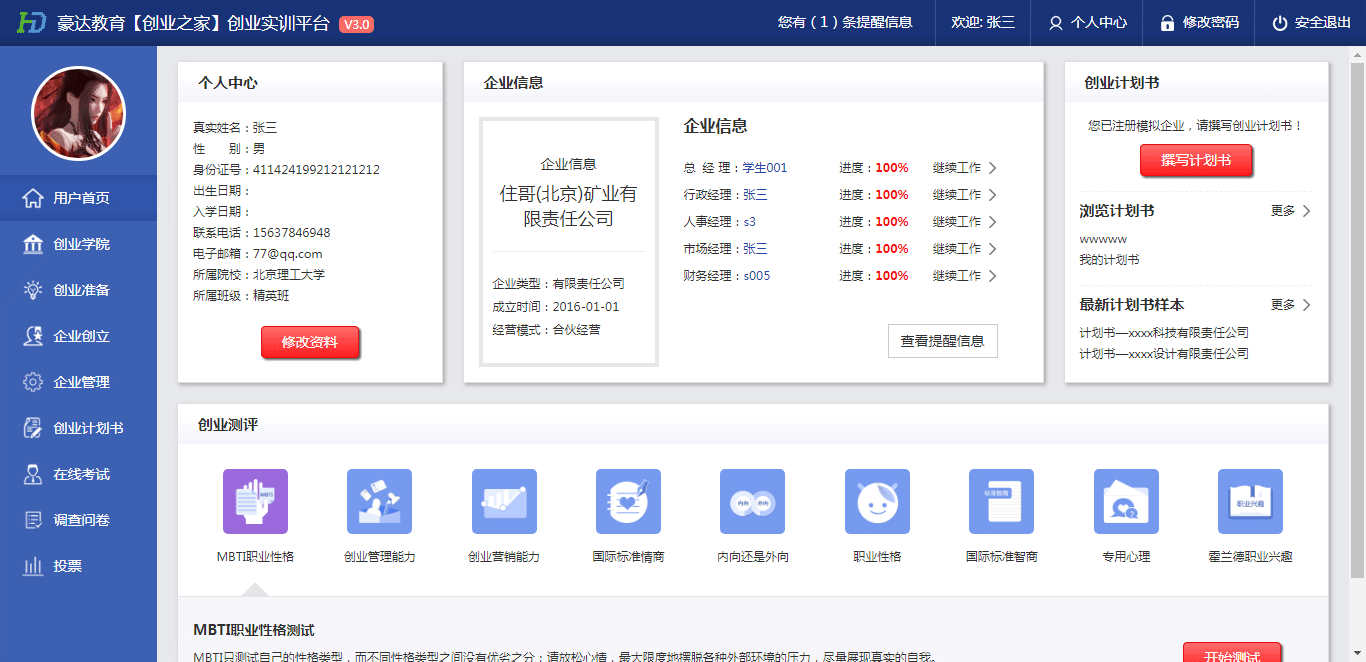 豪达教育【创业之家】创业实训平台 V3.0
您有 ( 1 ) 条提醒信息
欢迎: 张三
个人中心
修改密码
安全退出
用户首页
创业学院
创业准备
企业创立
企业管理
创业计划书
在线考试
调查问卷
投票
个人中心
真实姓名：张三
性　　别：男
身份证号：411424199212121212
出生日期：
入学日期：
联系电话：15637846948
电子邮箱：77@qq.com
所属院校：北京理工大学
所属班级：精英班
修改资料
企业信息
企业信息
住哥(北京)矿业有
限责任公司
企业类型：有限责任公司
成立时间：2016-01-01
经营模式：合伙经营
企业信息
总 经 理：学生001 进度：100% 继续工作
行政经理：张三 进度：100% 继续工作
人事经理：s3 进度：100% 继续工作
市场经理：张三 进度：100% 继续工作
财务经理：s005 进度：100% 继续工作
查看提醒信息
创业计划书
您已注册模拟企业，请撰写创业计划书！
撰写计划书
浏览计划书 更多
wwwww
我的计划书
最新计划书样本 更多
计划书—xxxx科技有限责任公司
计划书—xxxx设计有限责任公司
创业测评
MBTI
内向 外向
标准智商
职业兴趣
MBTI职业性格
创业管理能力
创业营销能力
国际标准情商
内向还是外向
职业性格
国际标准智商
专用心理
霍兰德职业兴趣
MBTI职业性格测试
MBTI只测试自己的性格类型，而不同性格类型之间没有优劣之分；请放松心情，最大限度地摆脱各种外部环境的压力，尽量展现真实的自我。
开始测试